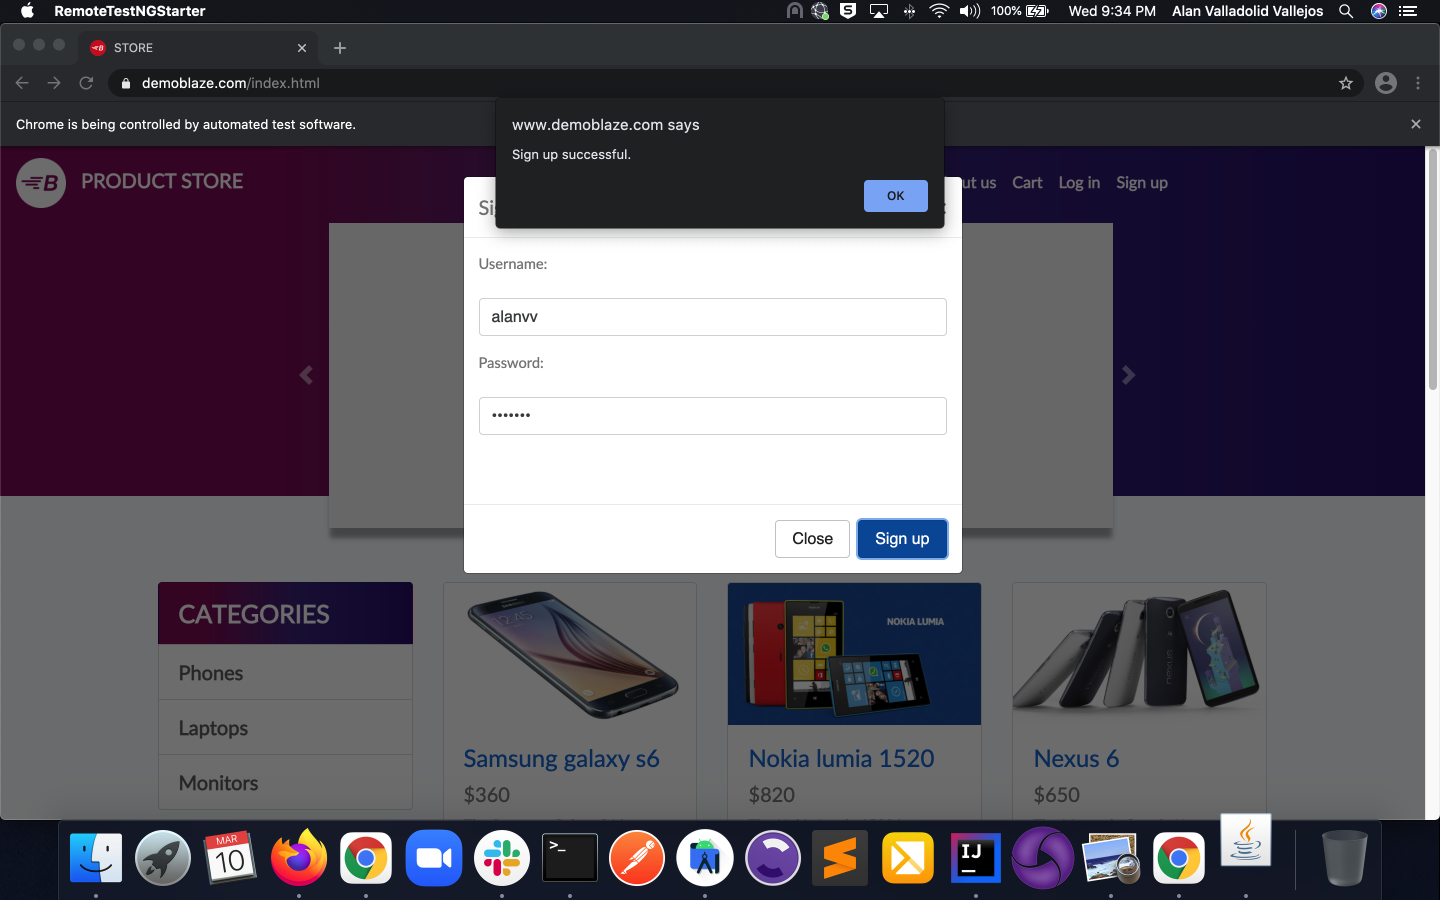 RemoteTestNGStarter
100%
Wed 9:34 PM
Alan Valladolid Vallejos
STORE
demoblaze.com/index.html
Chrome is being controlled by automated test software.
www.demoblaze.com says
Sign up successful.
OK
PRODUCT STORE
ut us
Cart
Log in
Sign up
Si
Username:
alanvv
Password:
•••••••
Close
Sign up
CATEGORIES
Phones
Laptops
Monitors
12:45
Samsung galaxy s6
$360
NOKIA LUMIA
Nokia lumia 1520
$820
Nexus 6
$650
MAR
10
>_
IJ